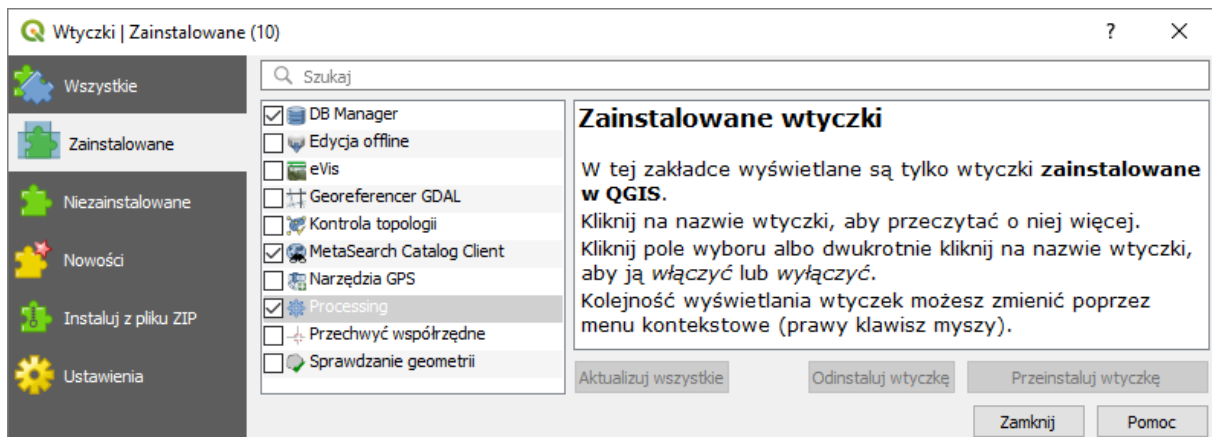 Wtyczki | Zainstalowane (10)
?
Wszystkie
Zainstalowane
Niezainstalowane
Nowości
Instaluj z pliku ZIP
Ustawienia
Szukaj
DB Manager
Edycja offline
eVis
Georeferencer GDAL
Kontrola topologii
MetaSearch Catalog Client
Narzędzia GPS
Processing
Przechwyć współrzędne
Sprawdzanie geometrii
Zainstalowane wtyczki
W tej zakładce wyświetlane są tylko wtyczki zainstalowane
w QGIS.
Kliknij na nazwie wtyczki, aby przeczytać o niej więcej.
Kliknij pole wyboru albo dwukrotnie kliknij na nazwie wtyczki,
aby ją włączyć lub wyłączyć.
Kolejność wyświetlania wtyczek możesz zmienić poprzez
menu kontekstowe (prawy klawisz myszy).
Aktualizuj wszystkie
Odinstaluj wtyczkę
Przeinstaluj wtyczkę
Zamknij
Pomoc